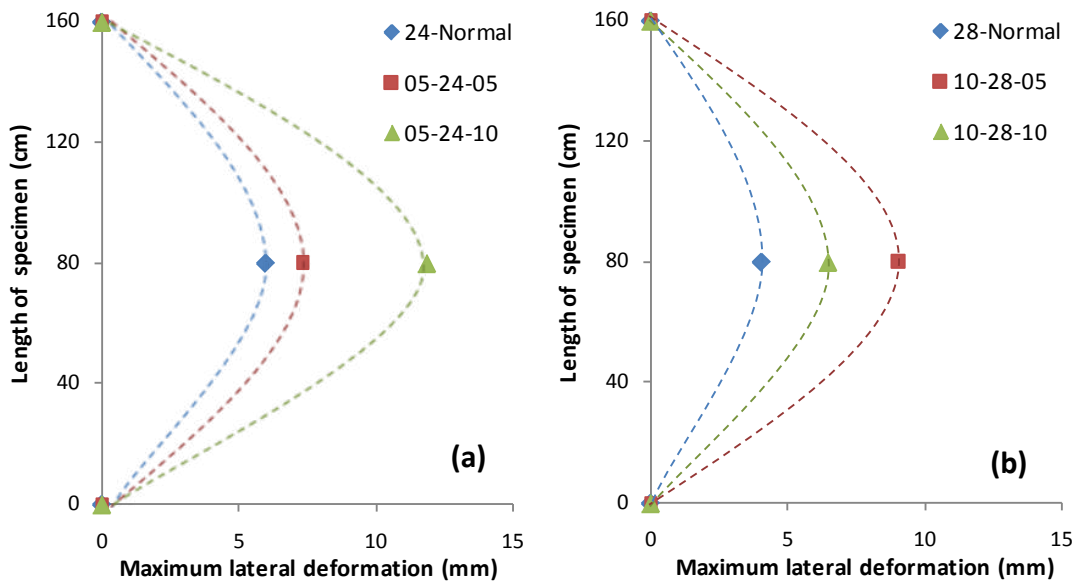 160
120
80
40
0
Length of specimen (cm)
24-Normal
05-24-05
05-24-10
(a)
0
5
10
15
Maximum lateral deformation (mm)
160
120
80
40
0
Length of specimen (cm)
28-Normal
10-28-05
10-28-10
(b)
0
5
10
15
Maximum lateral deformation (mm)